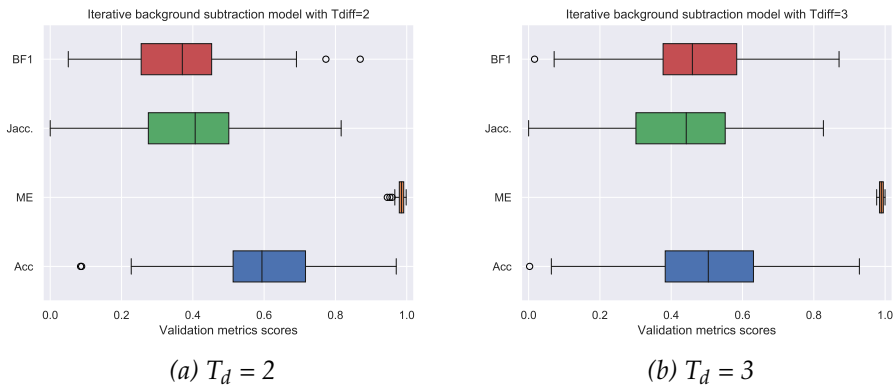 Iterative background subtraction model with Tdiff=2
BF1
Jacc.
ME
Acc
0.0 0.2 0.4 0.6 0.8 1.0
Validation metrics scores
(a) T_d = 2
Iterative background subtraction model with Tdiff=3
BF1
Jacc.
ME
Acc
0.0 0.2 0.4 0.6 0.8 1.0
Validation metrics scores
(b) T_d = 3